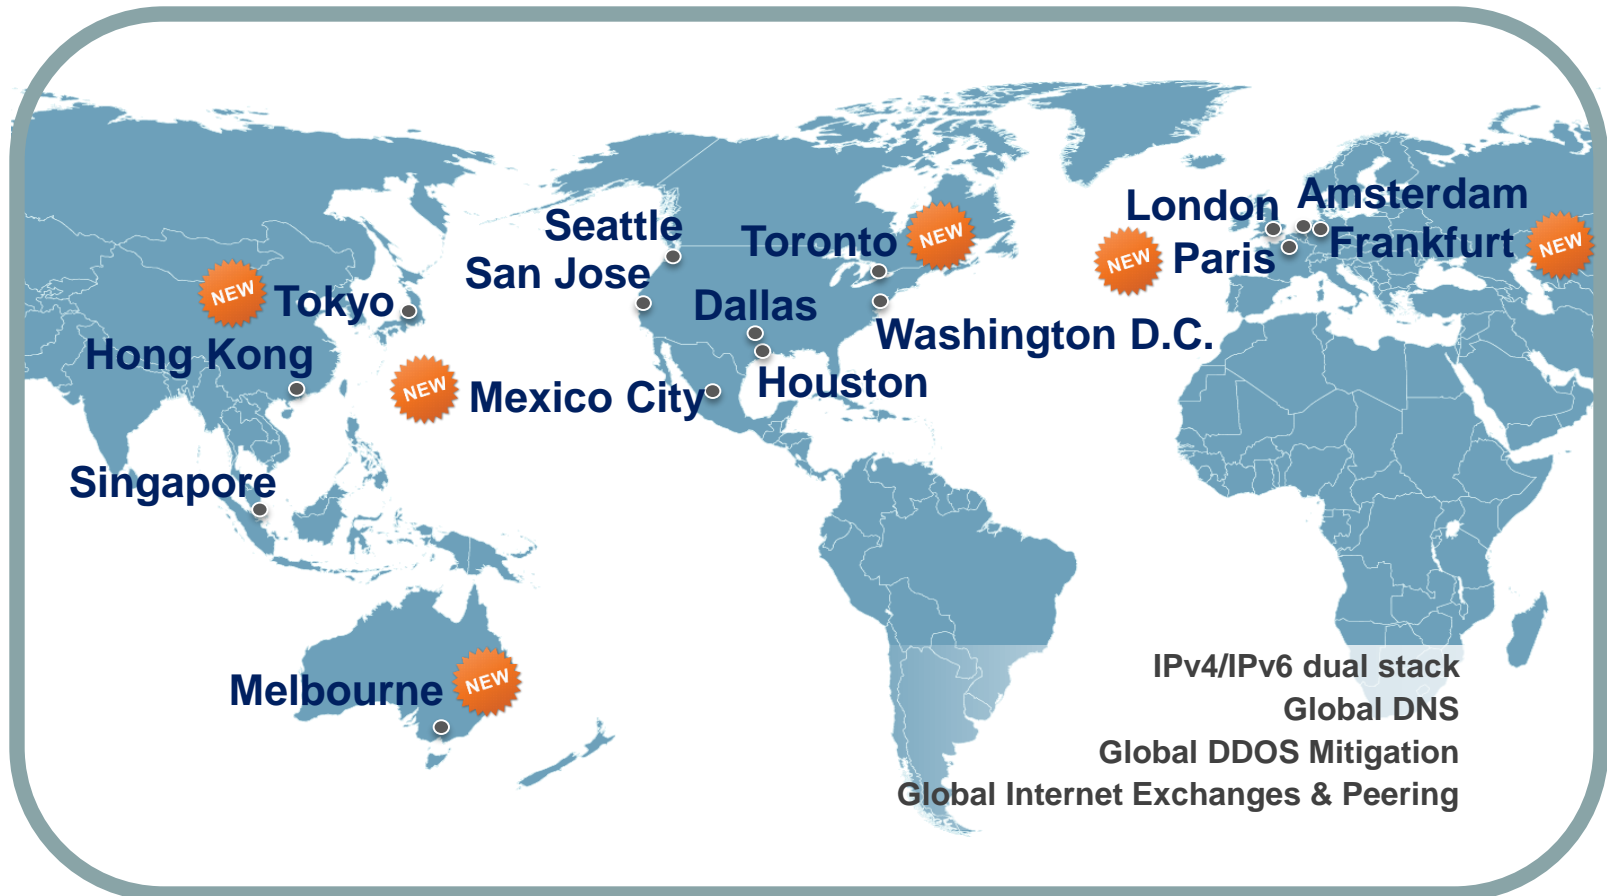 Seattle
San Jose
Toronto
NEW
London
Amsterdam
NEW
Paris
Frankfurt
NEW
NEW
Tokyo
Dallas
Washington D.C.
Hong Kong
NEW
Mexico City
Houston
Singapore
Melbourne
NEW
IPv4/IPv6 dual stack
Global DNS
Global DDOS Mitigation
Global Internet Exchanges & Peering